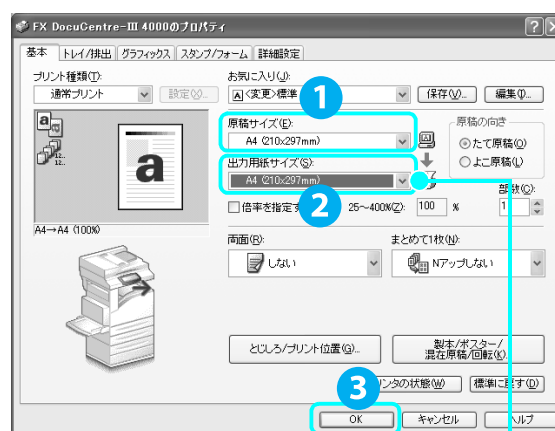 FX DocuCentre-III 4000のプロパティ
基本 トレイ/排出 グラフィックス スタンプ/フォーム 詳細設定
プリント種類(T):
通常プリント 設定(Y)...
お気に入り(J):
A <変更>標準 保存(V)... 編集(I)...
1
原稿サイズ(E):
A4 (210×297mm)
原稿の向き
たて原稿(O)
よこ原稿(L)
出力用紙サイズ(S):
A4 (210×297mm)
2
倍率を指定す 25～400%(Z): 100 %
部数(C):
1
a
12..
12..
a
A4→A4 (100%)
両面(R):
しない
まとめて1枚(N):
Nアップしない
とじしろ/プリント位置(G)...
製本/ポスター/
混在原稿/回転(K)...
3
ンタの状態(W) 標準に戻す(D)
OK キャンセル ヘルプ